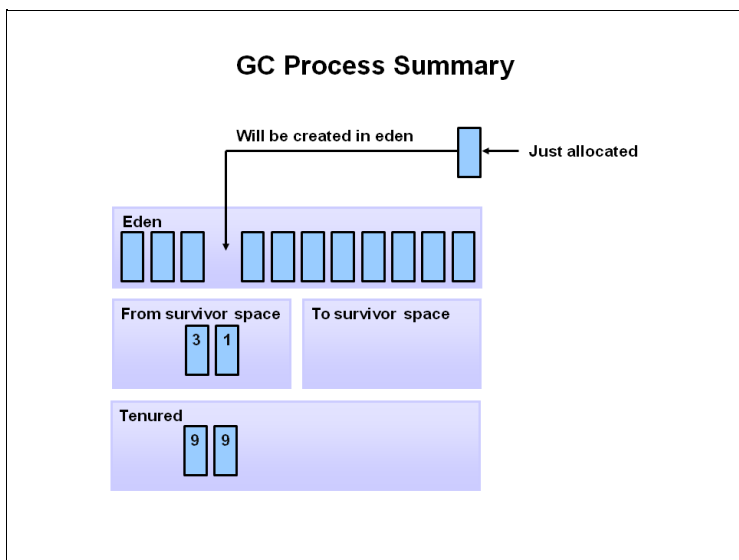 GC Process Summary
Will be created in eden
Just allocated
Eden
From survivor space
To survivor space
3 1
Tenured
9 9